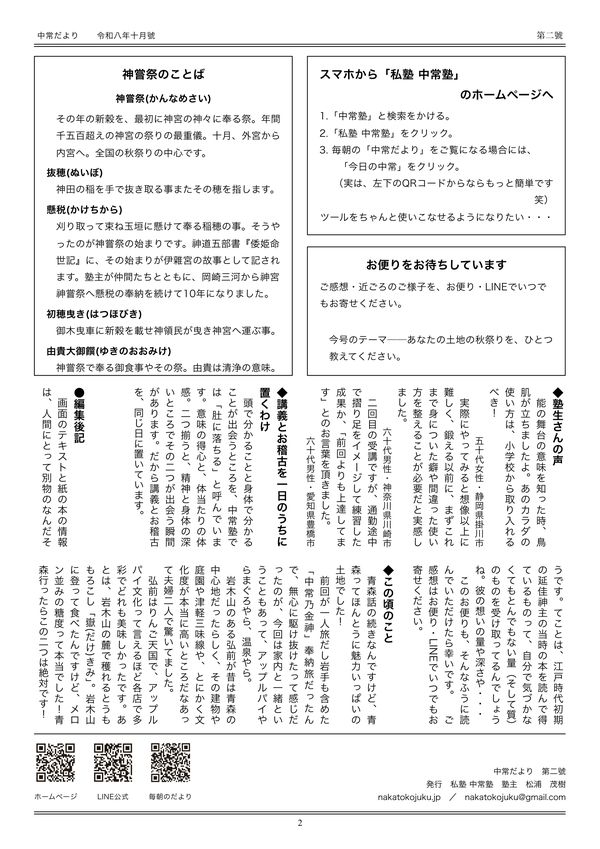 中常だより　　令和八年十月號
第二號
神嘗祭のことば
神嘗祭(かんなめさい)
その年の新穀を、最初に神宮の神々に奉る祭。年間
千五百超えの神宮の祭りの最重儀。十月、外宮から
内宮へ。全国の秋祭りの中心です。
抜穂(ぬいぼ)
神田の稲を手で抜き取る事またその穂を指します。
懸税(かけちから)
刈り取って束ね玉垣に懸けて奉る稲穂の事。そうや
ったのが神嘗祭の始まりです。神道五部書『倭姫命
世記』に、その始まりが伊雜宮の故事として記され
ます。塾主が仲間たちとともに、岡崎三河から神宮
神嘗祭へ懸税の奉納を続けて10年になりました。
初穂曳き(はつほびき)
御木曳車に新穀を載せ神領民が曳き神宮へ運ぶ事。
由貴大御饌(ゆきのおおみけ)
神嘗祭で奉る御食事やその祭。由貴は清浄の意味。
スマホから「私塾 中常塾」
のホームページへ
1.「中常塾」と検索をかける。
2.「私塾 中常塾」をクリック。
3. 毎朝の「中常だより」をご覧になる場合には、
「今日の中常」をクリック。
（実は、左下のQRコードからならもっと簡単です
笑）
ツールをちゃんと使いこなせるようになりたい・・・
お便りをお待ちしています
ご感想・近ごろのご様子を、お便り・LINEでいつで
もお寄せください。
今号のテーマ――あなたの土地の秋祭りを、ひとつ
教えてください。
◆塾生さんの声
能の舞台の意味を知った時、鳥
肌が立ちましたよ。あのカラダの
使い方は、小学校から取り入れる
べき！
五十代女性・静岡県掛川市
実際にやってみると想像以上に
難しく、鍛える以前に、まずこれ
まで身についた癖や間違った使い
方を整えることが必要だと実感し
ました。
六十代男性・神奈川県川崎市
二回目の受講ですが、通勤途中
で摺り足をイメージして練習した
成果か、「前回よりも上達してま
す」とのお言葉を頂きました。
六十代男性・愛知県豊橋市
◆講義とお稽古を一日のうちに
置くわけ
頭で分かることと身体で分かる
ことが出会うところを、中常塾で
は「肚に落ちる」と呼んでいま
す。意味の得心と、体当たりの体
感。二つ揃うと、精神と身体の深
いところでその二つが出会う瞬間
があります。だから講義とお稽古
を、同じ日に置いています。
●編集後記
画面のテキストと紙の本の情報
は、人間にとって別物のなんだそ
うです。てことは、江戸時代初期
の延佳神主の当時の本を読んで得
ているものって、自分で気づかな
くてもとんでもない量（そして質）
のものを受け取ってるんでしょう
ね。彼の想いの量や深さや・・・
このお便りも、そんなふうに読
んでいただけたら幸いです。ご
感想はお便り・LINEでいつでもお
寄せください。
◆この頃のこと
青森話の続きなんですけど、青
森ってほんとうに魅力いっぱいの
土地でした！
前回が一人旅だし岩手も含めた
「中常乃金神」奉納旅だったん
で、無心に駆け抜けたって感じだ
ったのが、今回は家内と一緒とい
うこともあって、アップルパイや
らまぐろやら、温泉やら。
岩木山のある弘前が昔は青森の
中心地だったらしく、その建物や
庭園や津軽三味線や、とにかく文
化度が本当に高いところだなあっ
て夫婦二人で驚いてました。
弘前はりんご天国で、アップル
パイ文化って言えるほど各店で多
彩でどれも美味しかったです。あ
とは、岩木山の麓で穫れるとうも
ろこし「嶽（だけ）きみ」。岩木山
に登って食べたんですけど、メロ
ン並みの糖度って本当でした！青
森行ったらこの二つは絶対です！
ホームページ
LINE公式
毎朝のだより
中常だより　第二號
発行　私塾 中常塾　塾主　松浦　茂樹
nakatokojuku.jp　／　nakatokojuku@gmail.com
2